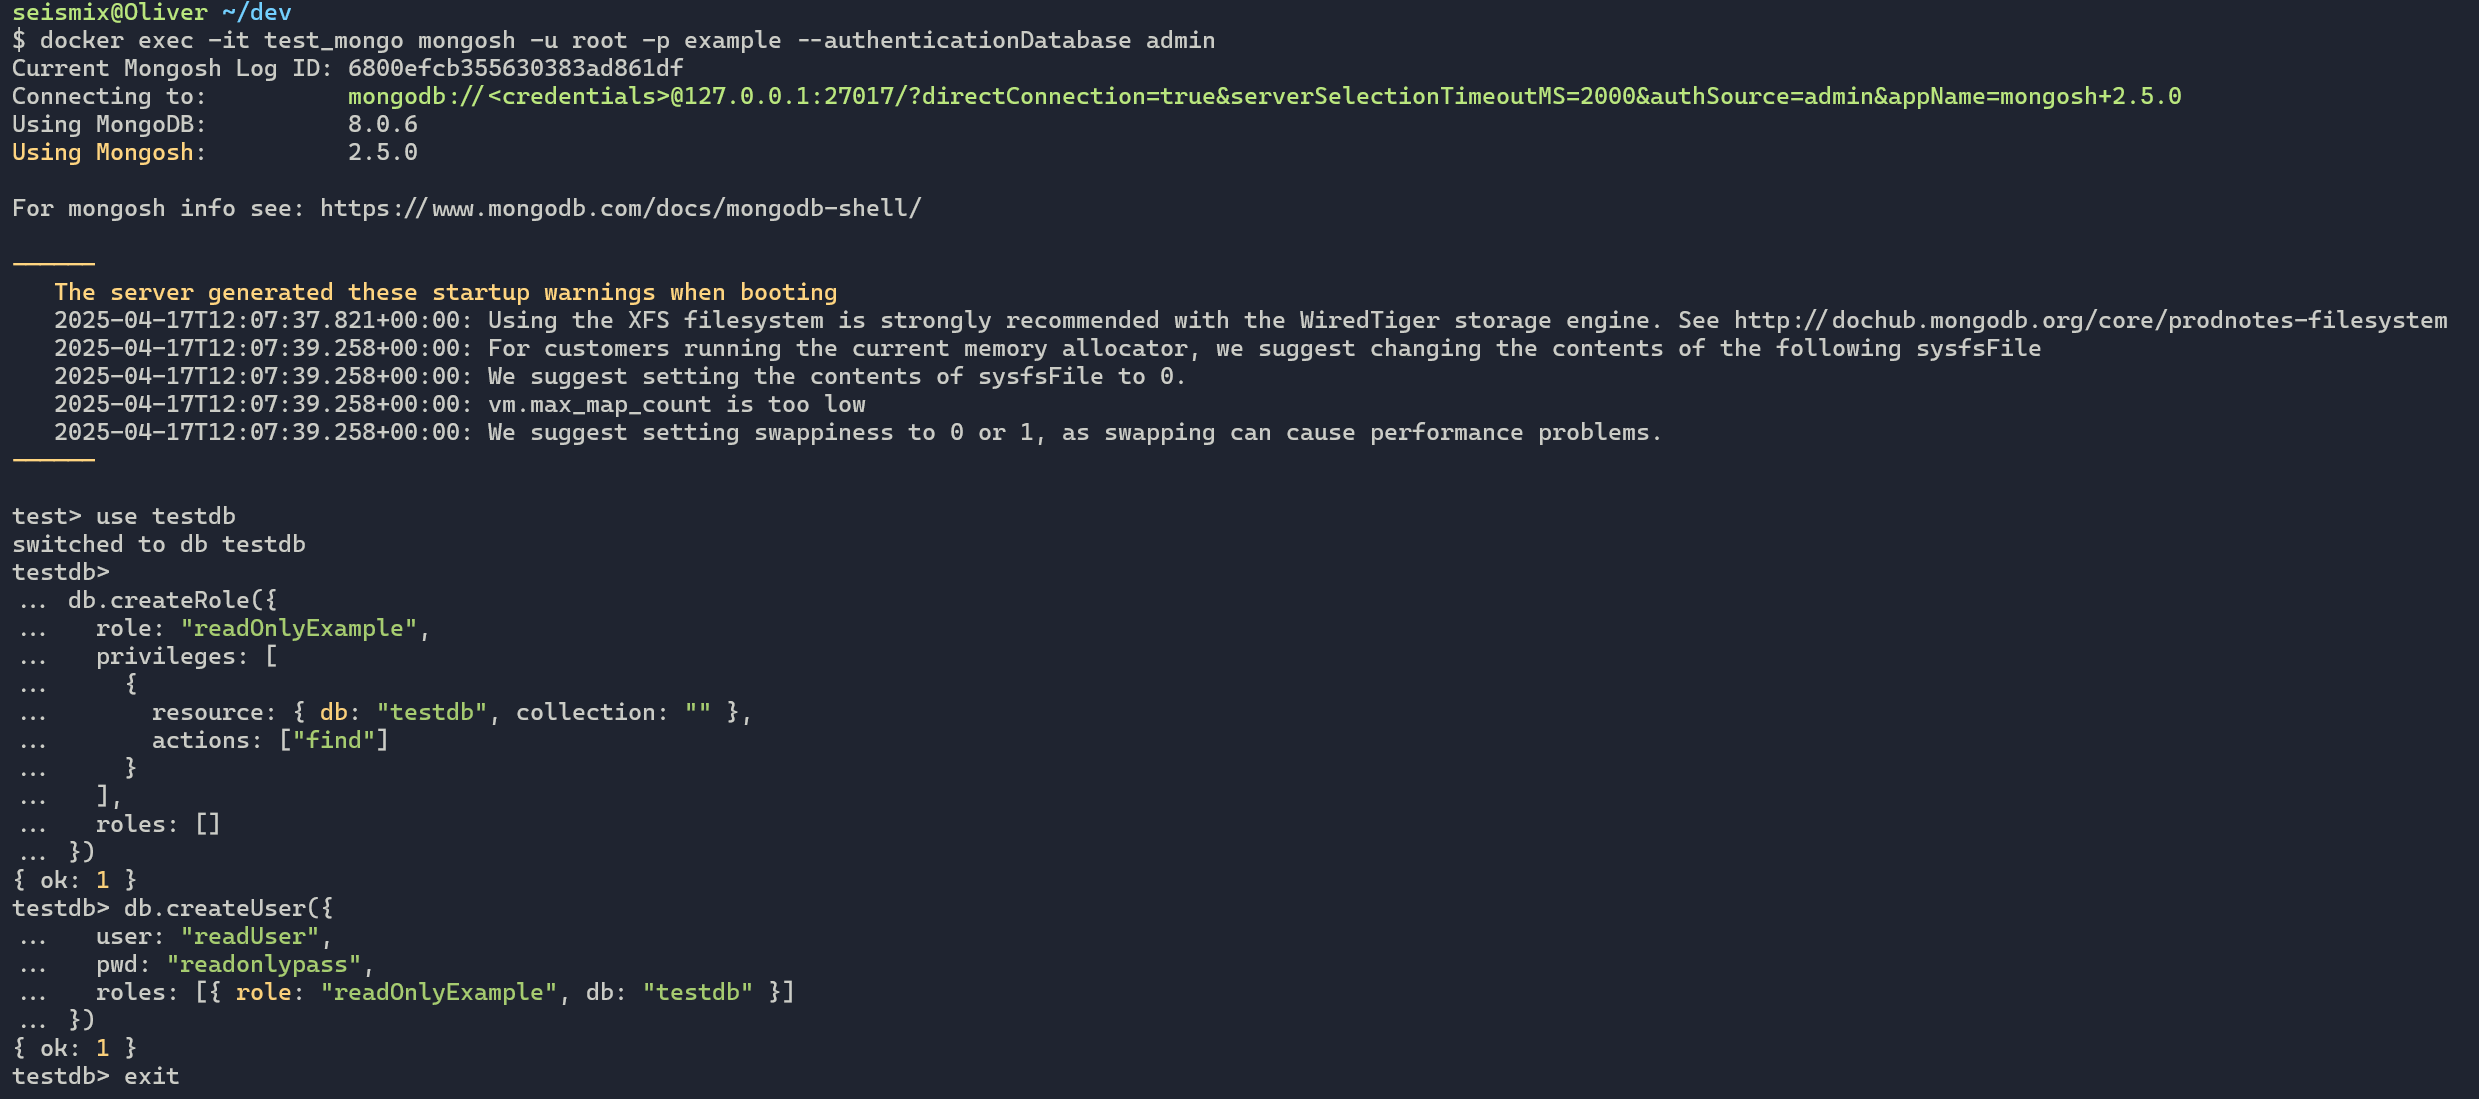 seismix@Oliver ~/dev
$ docker exec -it test_mongo mongosh -u root -p example --authenticationDatabase admin
Current Mongosh Log ID: 6800efcb355630383ad861df
Connecting to:          mongodb://<credentials>@127.0.0.1:27017/?directConnection=true&serverSelectionTimeoutMS=2000&authSource=admin&appName=mongosh+2.5.0
Using MongoDB:          8.0.6
Using Mongosh:          2.5.0

For mongosh info see: https://www.mongodb.com/docs/mongodb-shell/

------
   The server generated these startup warnings when booting
   2025-04-17T12:07:37.821+00:00: Using the XFS filesystem is strongly recommended with the WiredTiger storage engine. See http://dochub.mongodb.org/core/prodnotes-filesystem
   2025-04-17T12:07:39.258+00:00: For customers running the current memory allocator, we suggest changing the contents of the following sysfsFile
   2025-04-17T12:07:39.258+00:00: We suggest setting the contents of sysfsFile to 0.
   2025-04-17T12:07:39.258+00:00: vm.max_map_count is too low
   2025-04-17T12:07:39.258+00:00: We suggest setting swappiness to 0 or 1, as swapping can cause performance problems.
------

test> use testdb
switched to db testdb
testdb>
... db.createRole({
...   role: "readOnlyExample",
...   privileges: [
...     {
...       resource: { db: "testdb", collection: "" },
...       actions: ["find"]
...     }
...   ],
...   roles: []
... })
{ ok: 1 }
testdb> db.createUser({
...   user: "readUser",
...   pwd: "readonlypass",
...   roles: [{ role: "readOnlyExample", db: "testdb" }]
... })
{ ok: 1 }
testdb> exit